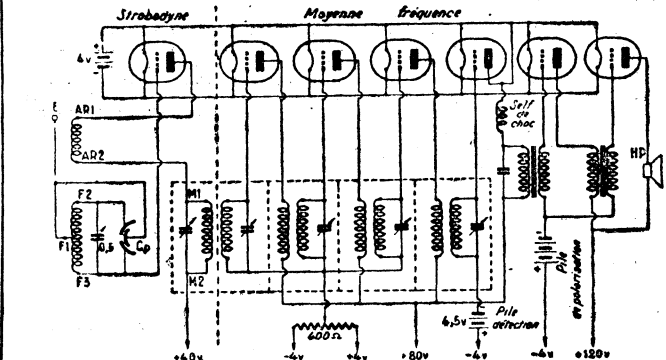 Strobodyne Moyenne fréquence
4v
+
-
E
AR1
AR2
Self
de
choc
HP
F2
M1
F1
0,5
Cp
F3
M2
+
-
Pile
de polarisation
400Ω
4,5v
-
+
Pile
détection
+40v -4v +4v +80v -4v -4v +120v